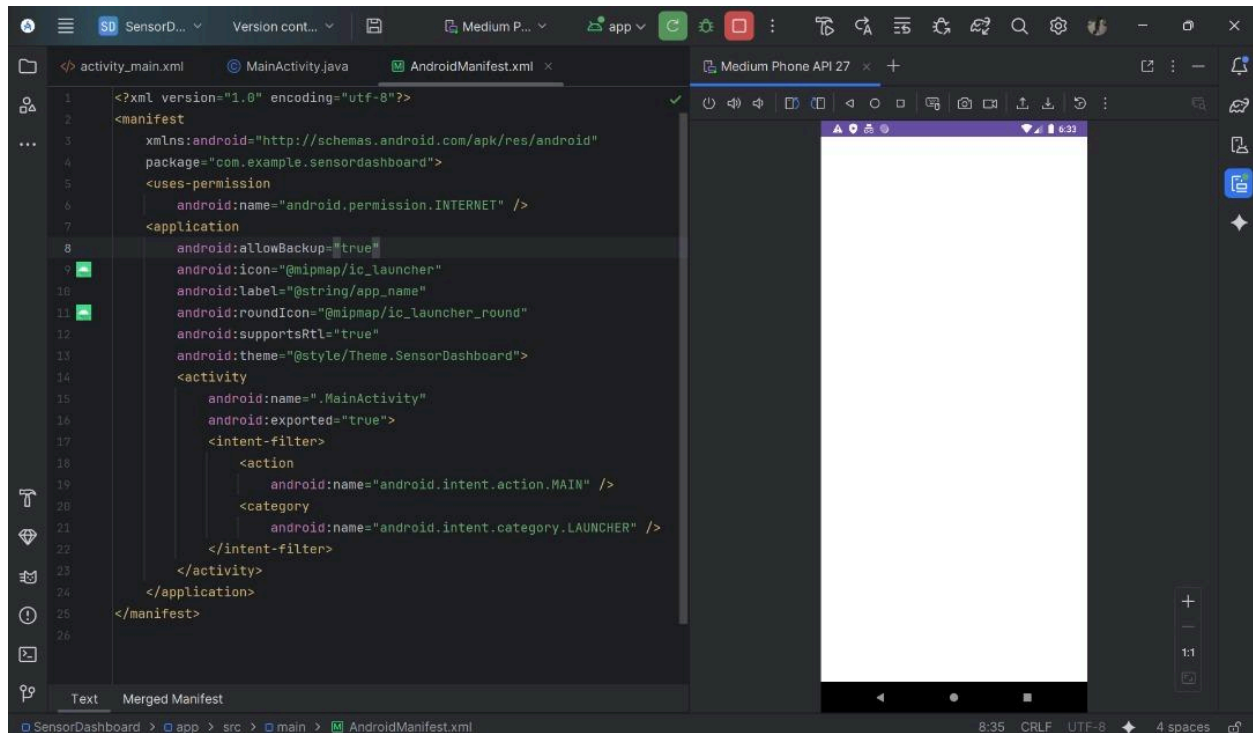 SD SensorD... Version cont... Medium P... app
activity_main.xml MainActivity.java AndroidManifest.xml Medium Phone API 27
1 <?xml version="1.0" encoding="utf-8"?>
2 <manifest
3 xmlns:android="http://schemas.android.com/apk/res/android"
4 package="com.example.sensordashboard">
5 <uses-permission
6 android:name="android.permission.INTERNET" />
7 <application
8 android:allowBackup="true"
9 android:icon="@mipmap/ic_launcher"
10 android:label="@string/app_name"
11 android:roundIcon="@mipmap/ic_launcher_round"
12 android:supportsRtl="true"
13 android:theme="@style/Theme.SensorDashboard">
14 <activity
15 android:name=".MainActivity"
16 android:exported="true">
17 <intent-filter>
18 <action
19 android:name="android.intent.action.MAIN" />
20 <category
21 android:name="android.intent.category.LAUNCHER" />
22 </intent-filter>
23 </activity>
24 </application>
25 </manifest>
26
6:33
1:1
Text Merged Manifest
SensorDashboard > app > src > main > AndroidManifest.xml 8:35 CRLF UTF-8 4 spaces